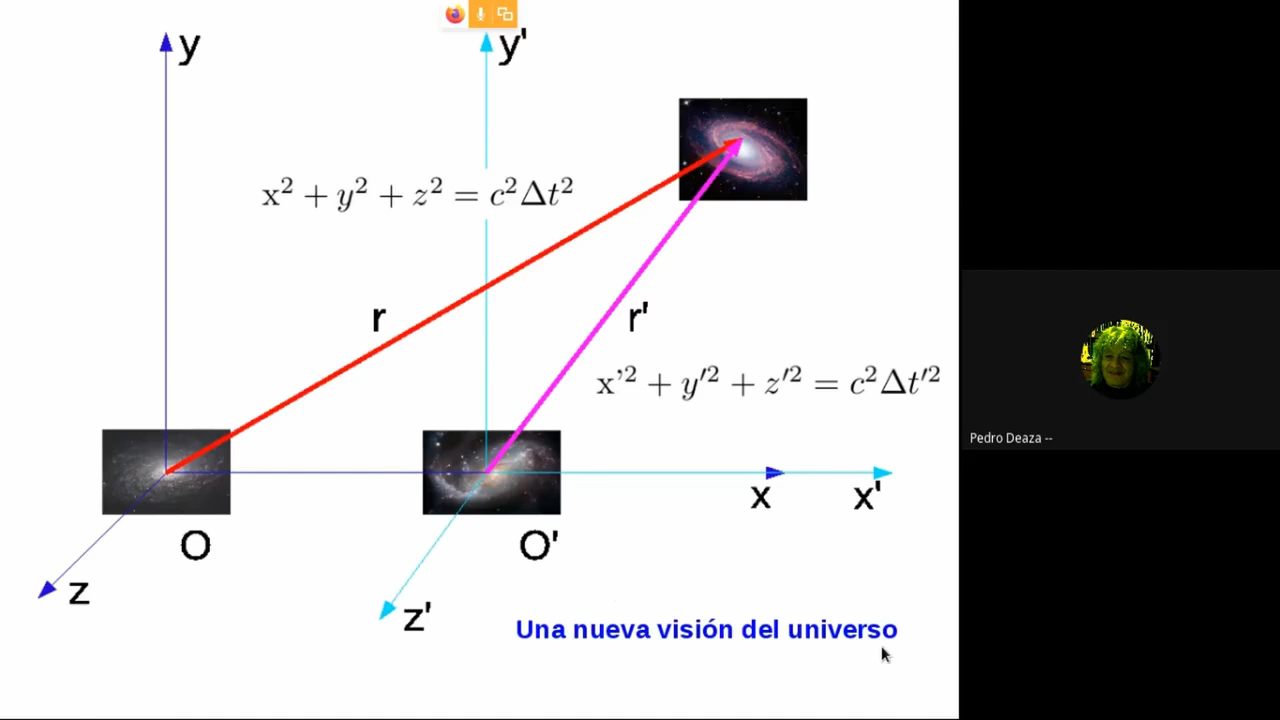 y
y'
x² + y² + z² = c²Δt²
r
r'
x’² + y′² + z′² = c²Δt′²
x
x'
O
O'
z
z'
Una nueva visión del universo
Pedro Deaza --